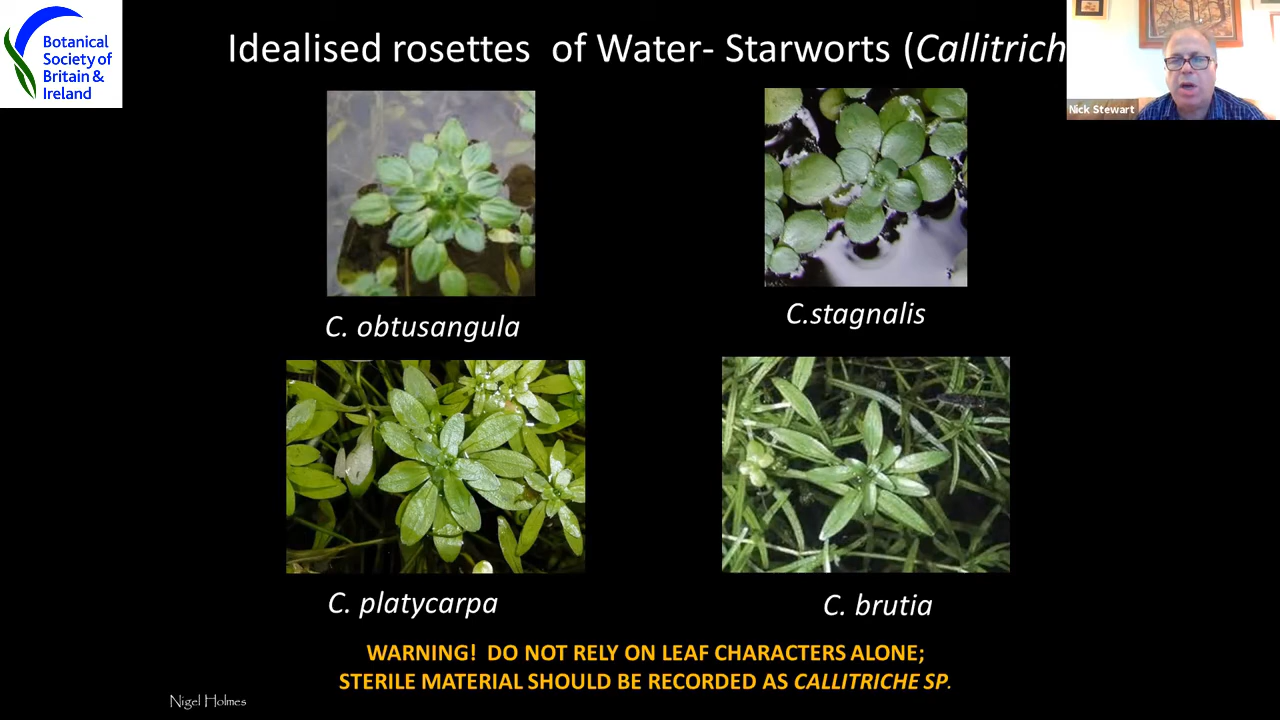 Botanical
Society of
Britain &
Ireland
Idealised rosettes  of Water- Starworts (Callitrich
Nick Stewart
C. obtusangula
C.stagnalis
C. platycarpa
C. brutia
WARNING!  DO NOT RELY ON LEAF CHARACTERS ALONE;
STERILE MATERIAL SHOULD BE RECORDED AS CALLITRICHE SP.
Nigel Holmes